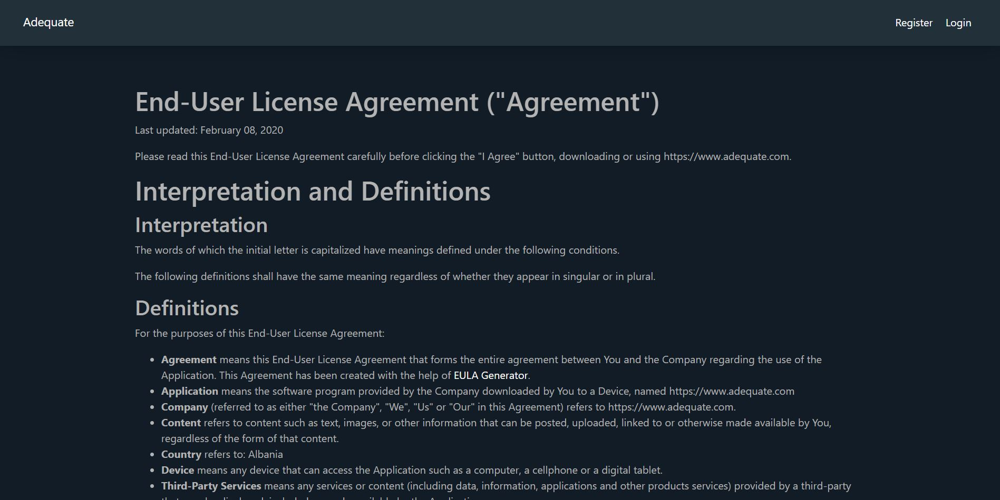 Adequate
Register Login
End-User License Agreement ("Agreement")
Last updated: February 08, 2020
Please read this End-User License Agreement carefully before clicking the "I Agree" button, downloading or using https://www.adequate.com.
Interpretation and Definitions
Interpretation
The words of which the initial letter is capitalized have meanings defined under the following conditions.
The following definitions shall have the same meaning regardless of whether they appear in singular or in plural.
Definitions
For the purposes of this End-User License Agreement:
• Agreement means this End-User License Agreement that forms the entire agreement between You and the Company regarding the use of the
Application. This Agreement has been created with the help of EULA Generator.
• Application means the software program provided by the Company downloaded by You to a Device, named https://www.adequate.com
• Company (referred to as either "the Company", "We", "Us" or "Our" in this Agreement) refers to https://www.adequate.com.
• Content refers to content such as text, images, or other information that can be posted, uploaded, linked to or otherwise made available by You,
regardless of the form of that content.
• Country refers to: Albania
• Device means any device that can access the Application such as a computer, a cellphone or a digital tablet.
• Third-Party Services means any services or content (including data, information, applications and other products services) provided by a third-party